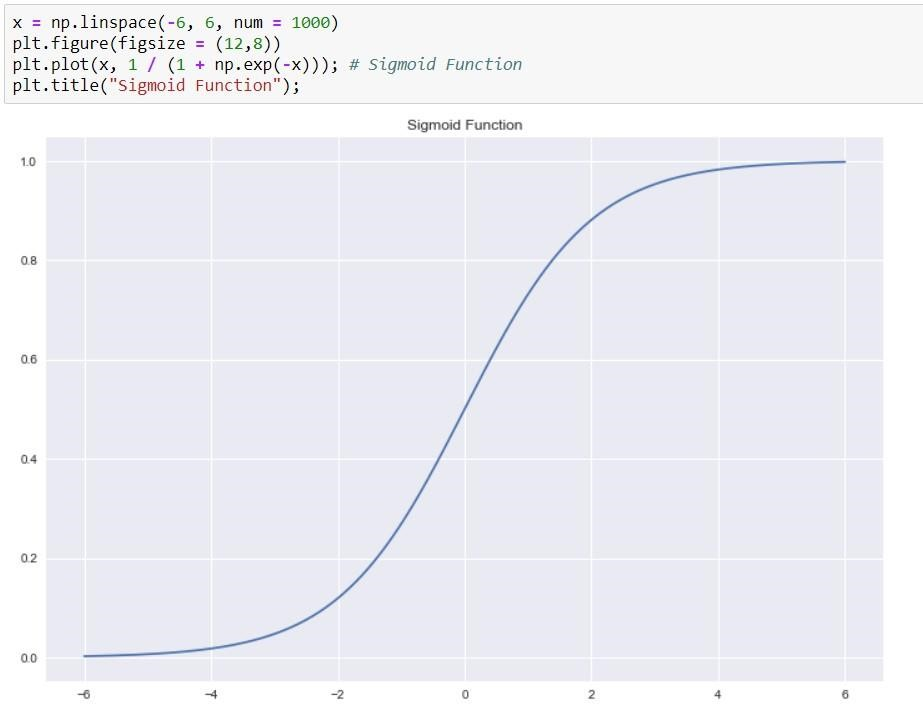 x = np.linspace(-6, 6, num = 1000)
plt.figure(figsize = (12,8))
plt.plot(x, 1 / (1 + np.exp(-x))); # Sigmoid Function
plt.title("Sigmoid Function");
Sigmoid Function
1.0
0.8
0.6
0.4
0.2
0.0
−6 −4 −2 0 2 4 6